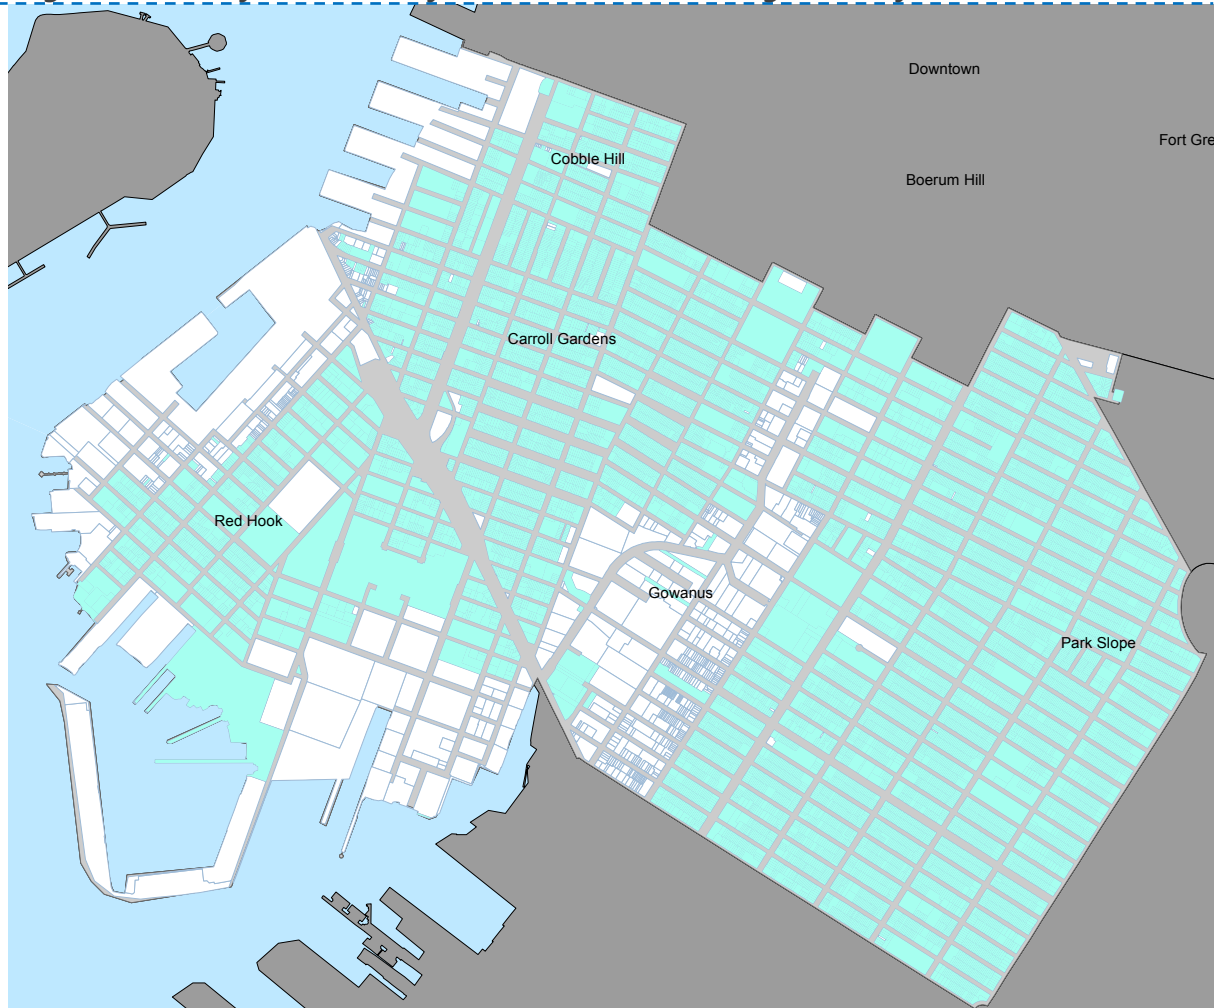 Downtown
Fort Gre
Boerum Hill
Cobble Hill
Carroll Gardens
Red Hook
Gowanus
Park Slope